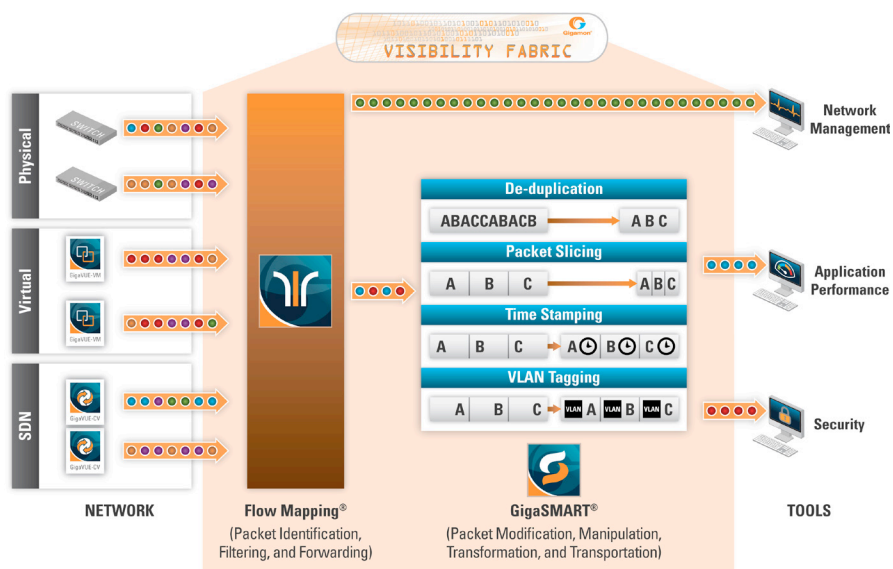 Gigamon®
VISIBILITY FABRIC
Physical
SWITCH
SWITCH
Virtual
GigaVUE-VM
GigaVUE-VM
SDN
GigaVUE-CV
GigaVUE-CV
NETWORK
Flow Mapping®
(Packet Identification,
Filtering, and Forwarding)
De-duplication
ABACCABACB
A B C
Packet Slicing
A B C
A B C
Time Stamping
A B C
A B C
VLAN Tagging
A B C
VLAN A VLAN B VLAN C
GigaSMART®
(Packet Modification, Manipulation,
Transformation, and Transportation)
Network
Management
Application
Performance
Security
TOOLS